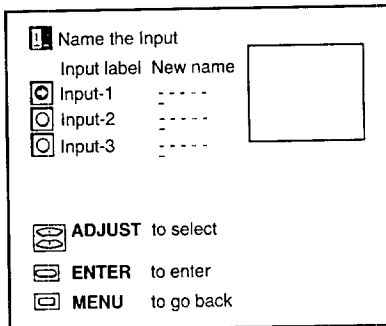 Name the Input
Input label New name
Input-1 - - - - -
Input-2 - - - - -
Input-3 - - - - -
ADJUST to select
ENTER to enter
MENU to go back